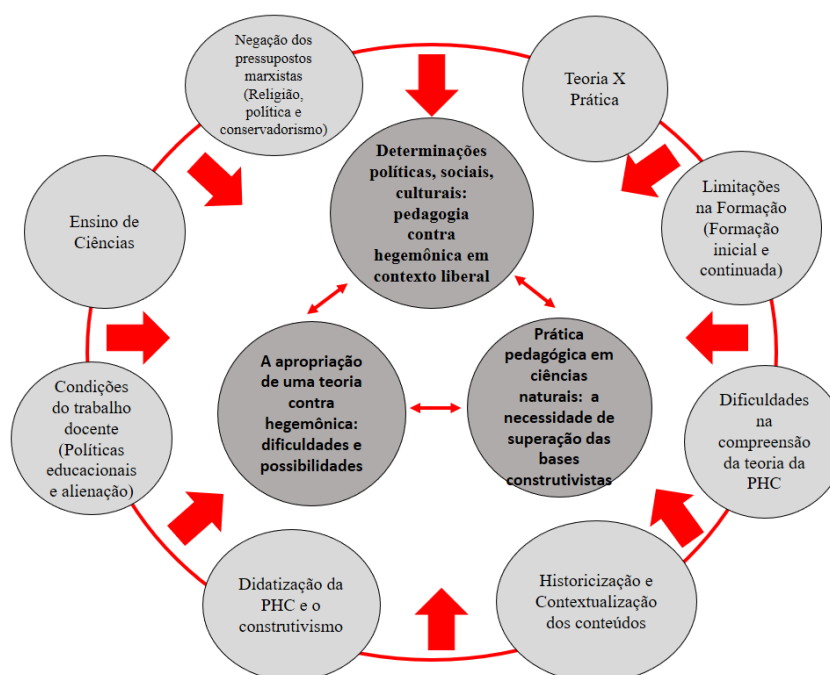 Negação dos
pressupostos
marxistas
(Religião,
política e
conservadorismo)
Teoria X
Prática
Determinações
políticas, sociais,
culturais:
pedagogia
contra
hegemônica em
contexto liberal
Limitações
na Formação
(Formação
inicial e
continuada)
Ensino de
Ciências
A apropriação
de uma teoria
contra
hegemônica:
dificuldades e
possibilidades
Prática
pedagógica em
ciências
naturais: a
necessidade de
superação das
bases
construtivistas
Condições
do trabalho
docente
(Políticas
educacionais
e alienação)
Dificuldades
na
compreensão
da teoria da
PHC
Didatização da
PHC e o
construtivismo
Historicização e
Contextualização
dos conteúdos